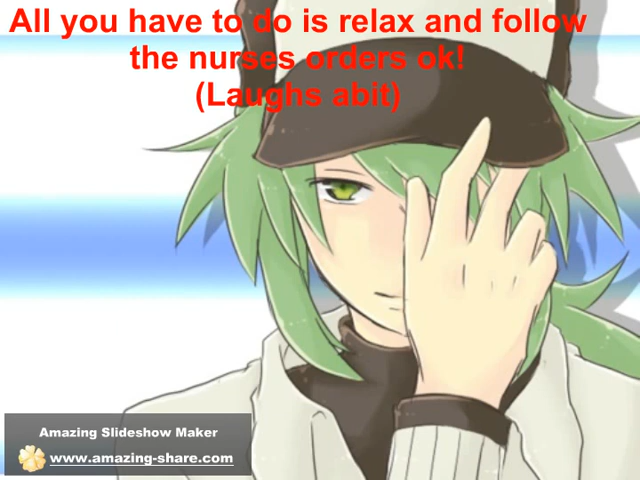 All you have to do is relax and follow
the nurses orders ok!
(Laughs abit)
Amazing Slideshow Maker
www.amazing-share.com